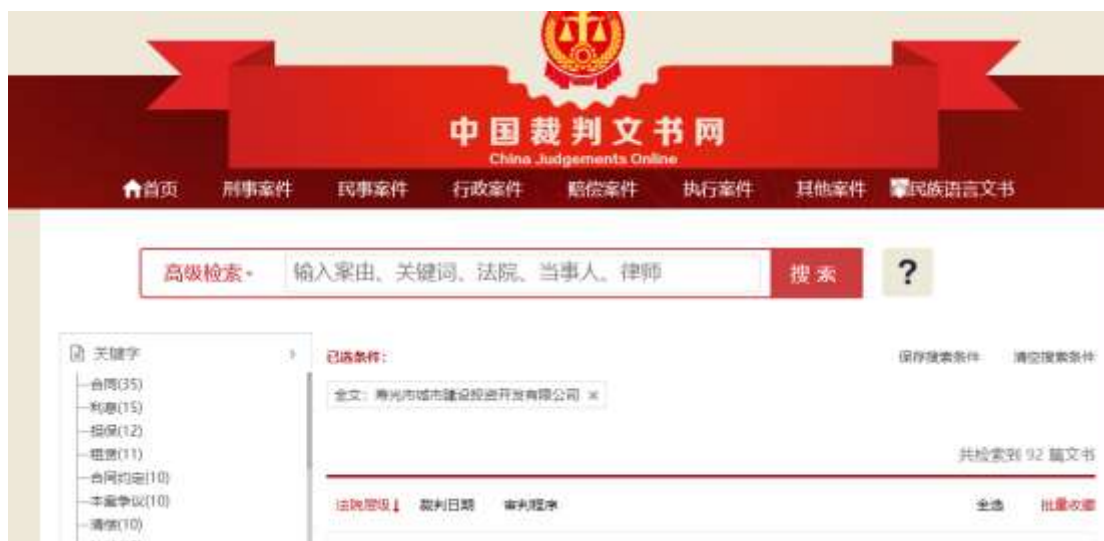 中国裁判文书网
China Judgements Online
首页 刑事案件 民事案件 行政案件 赔偿案件 执行案件 其他案件 民族语言文书
高级检索 输入案由、关键词、法院、当事人、律师 搜索 ?
关键字
合同(35)
利息(15)
担保(12)
租赁(11)
合同约定(10)
本案争议(10)
清偿(10)
已选条件:
保存搜索条件 清空搜索条件
全文: 寿光市城市建设投资开发有限公司 ×
共检索到 92 篇文书
法院层级↓ 裁判日期 审判程序 全选 批量收藏